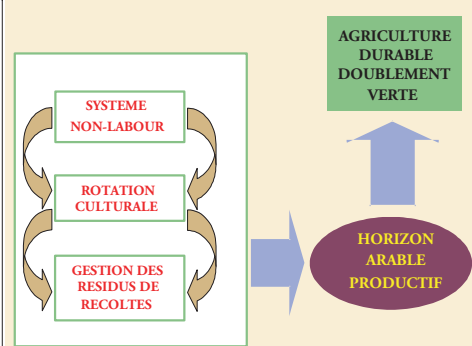 SYSTEME
NON-LABOUR
ROTATION
CULTURALE
GESTION DES
RESIDUS DE
RECOLTES
HORIZON
ARABLE
PRODUCTIF
AGRICULTURE
DURABLE
DOUBLEMENT
VERTE